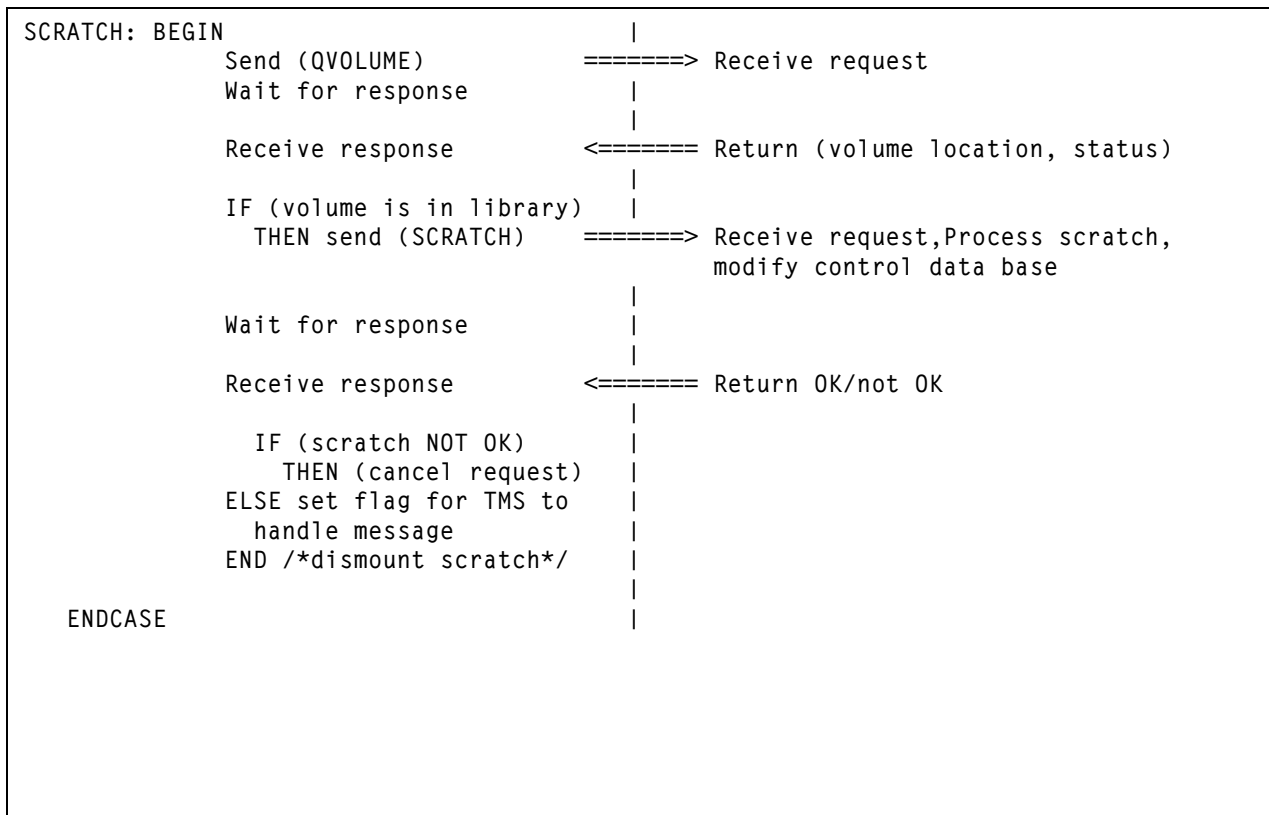 SCRATCH: BEGIN                            |
              Send (QVOLUME)           =======> Receive request
              Wait for response           |
                                          |
              Receive response         <======= Return (volume location, status)
                                          |
              IF (volume is in library)   |
                THEN send (SCRATCH)    =======> Receive request,Process scratch,
                                                modify control data base
                                          |
              Wait for response           |
                                          |
              Receive response         <======= Return OK/not OK
                                          |
                IF (scratch NOT OK)       |
                  THEN (cancel request)   |
              ELSE set flag for TMS to    |
                handle message            |
              END /*dismount scratch*/    |
                                          |
   ENDCASE                                |